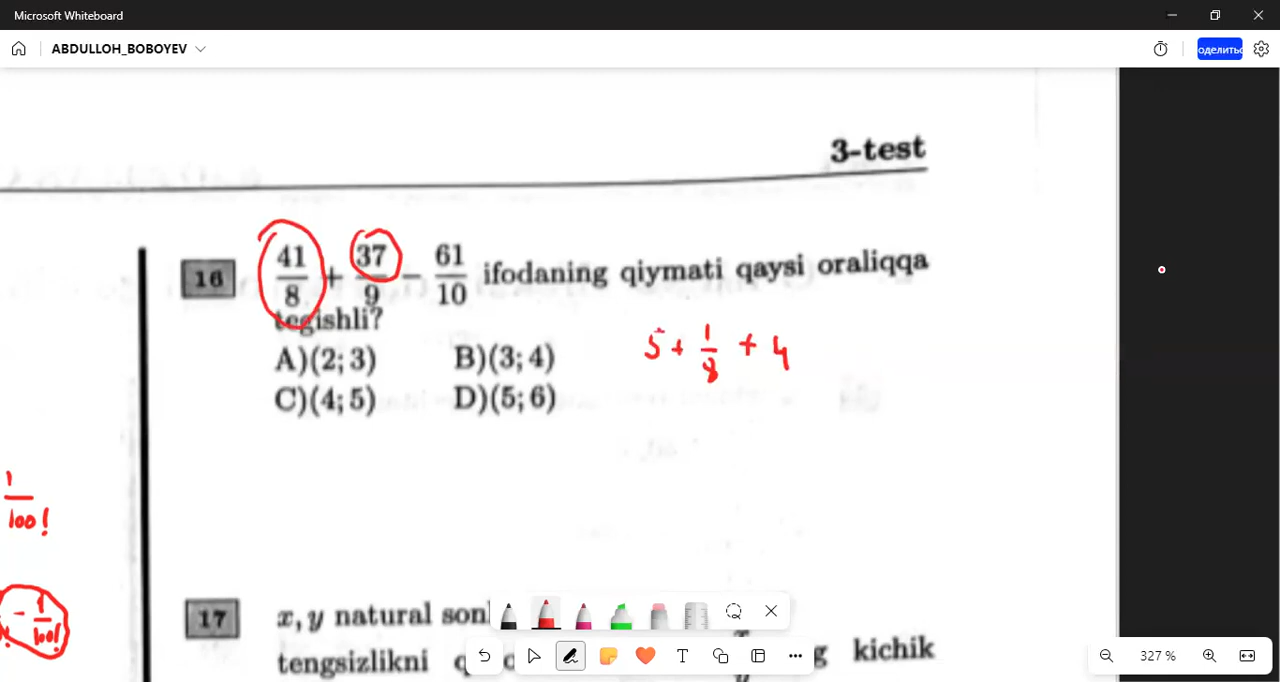 Microsoft Whiteboard
ABDULLOH_BOBOYEV
3-test
16 41/8 + 37/9 − 61/10 ifodaning qiymati qaysi oraliqqa
tegishli?
A)(2; 3) B)(3; 4)
C)(4; 5) D)(5; 6)
5 + 1/8 + 4
1/100!
− 1/100!
17 x, y natural son
tengsizlikni kichik
327 %